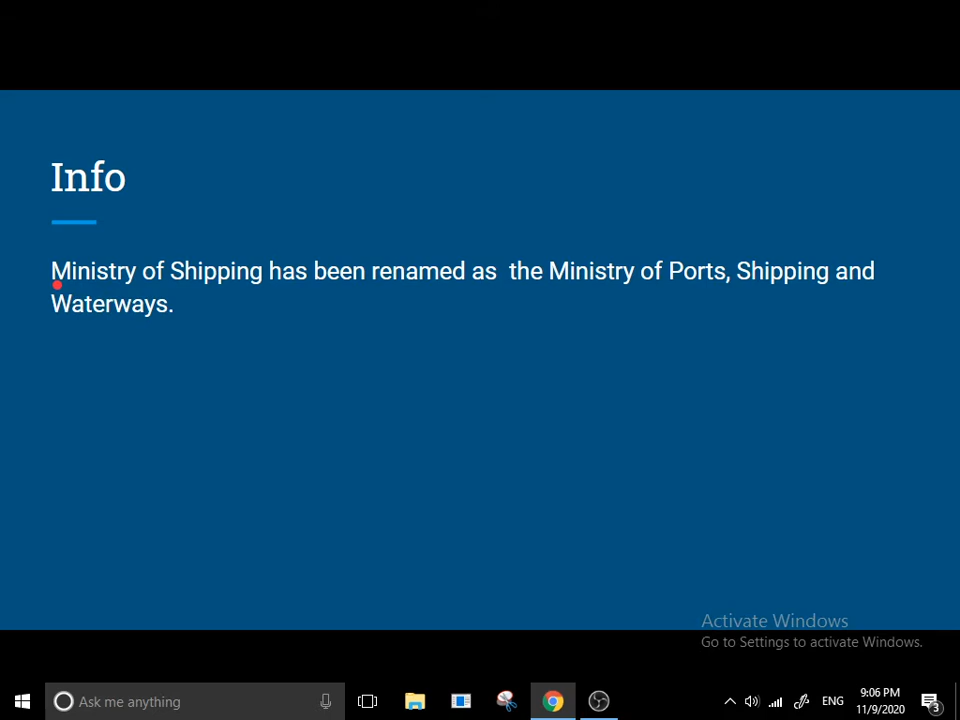 Info
Ministry of Shipping has been renamed as  the Ministry of Ports, Shipping and
Waterways.
Activate Windows
Go to Settings to activate Windows.
Ask me anything
ENG
9:06 PM
11/9/2020
3